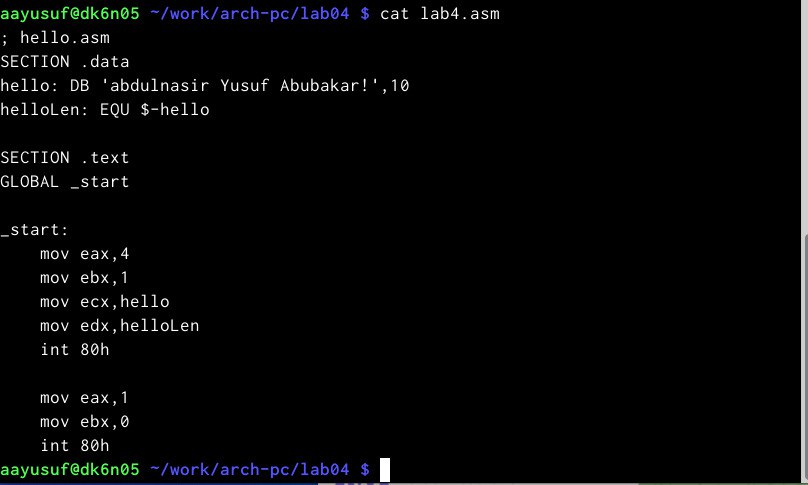 aayusuf@dk6n05 ~/work/arch-pc/lab04 $ cat lab4.asm
; hello.asm
SECTION .data
hello: DB 'abdulnasir Yusuf Abubakar!',10
helloLen: EQU $-hello

SECTION .text
GLOBAL _start

_start:
    mov eax,4
    mov ebx,1
    mov ecx,hello
    mov edx,helloLen
    int 80h

    mov eax,1
    mov ebx,0
    int 80h
aayusuf@dk6n05 ~/work/arch-pc/lab04 $